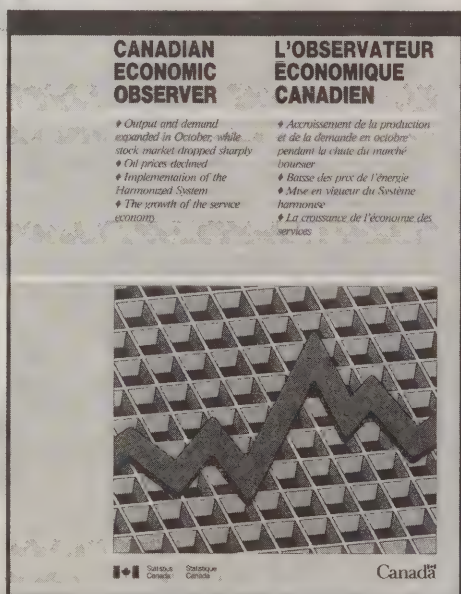 CANADIAN
ECONOMIC
OBSERVER
♦ Output and demand
expanded in October, while
stock market dropped sharply
♦ Oil prices declined
♦ Implementation of the
Harmonized System
♦ The growth of the service
economy
L'OBSERVATEUR
ÉCONOMIQUE
CANADIEN
♦ Accroissement de la production
et de la demande en octobre
pendant la chute du marché
boursier
♦ Baisse des prix de l'énergie
♦ Mise en vigueur du Système
harmonisé
♦ La croissance de l'économie des
services
Statistics
Canada
Statistique
Canada
Canada